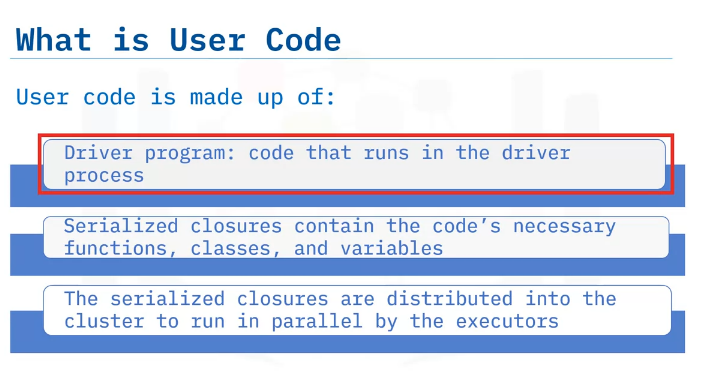 What is User Code
User code is made up of:
Driver program: code that runs in the driver
process
Serialized closures contain the code's necessary
functions, classes, and variables
The serialized closures are distributed into the
cluster to run in parallel by the executors